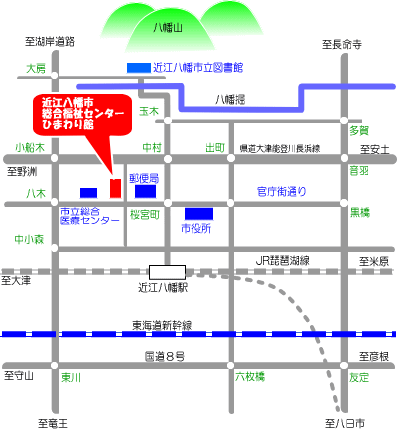 八幡山
至湖岸道路
至長命寺
大房
近江八幡市立図書館
近江八幡市
総合福祉センター
ひまわり館
八幡堀
玉木
多賀
小船木
中村
出町
県道大津能登川長浜線
至安土
至野洲
音羽
郵便局
八木
官庁街通り
市立総合
医療センター
桜宮町
市役所
黒橋
中小森
JR琵琶湖線
至米原
至大津
近江八幡駅
東海道新幹線
国道8号
至彦根
至守山
東川
六枚橋
友定
至竜王
至八日市